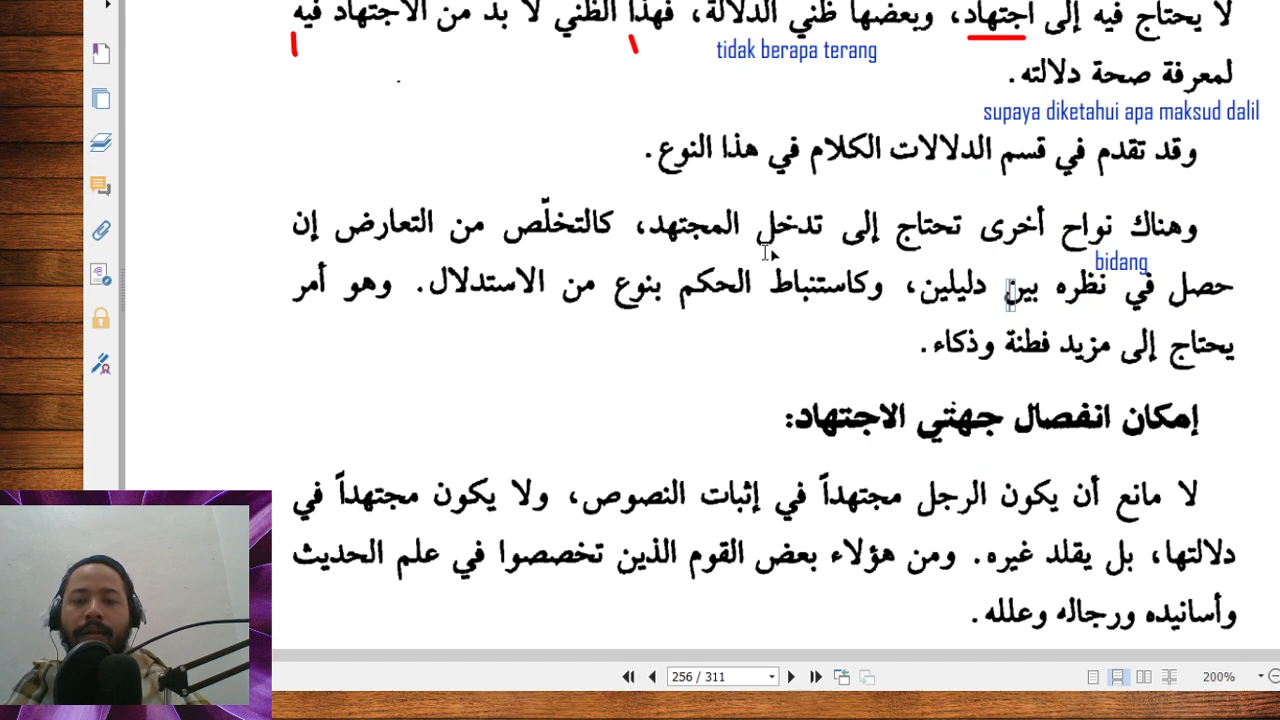 لا يحتاج فيه إلى اجتهاد، وبعضها ظني الدلالة، فهذا الظني لا بد من الاجتهاد فيه
tidak berapa terang
لمعرفة صحة دلالته.
supaya diketahui apa maksud dalil
وقد تقدم في قسم الدلالات الكلام في هذا النوع.
وهناك نواح أخرى تحتاج إلى تدخل المجتهد، كالتخلّص من التعارض إن
bidang
حصل في نظره بين دليلين، وكاستنباط الحكم بنوع من الاستدلال. وهو أمر
يحتاج إلى مزيد فطنة وذكاء.
إمكان انفصال جهتي الاجتهاد:
لا مانع أن يكون الرجل مجتهداً في إثبات النصوص، ولا يكون مجتهداً في
دلالتها، بل يقلد غيره. ومن هؤلاء بعض القوم الذين تخصصوا في علم الحديث
وأسانيده ورجاله وعلله.
256 / 311
200%